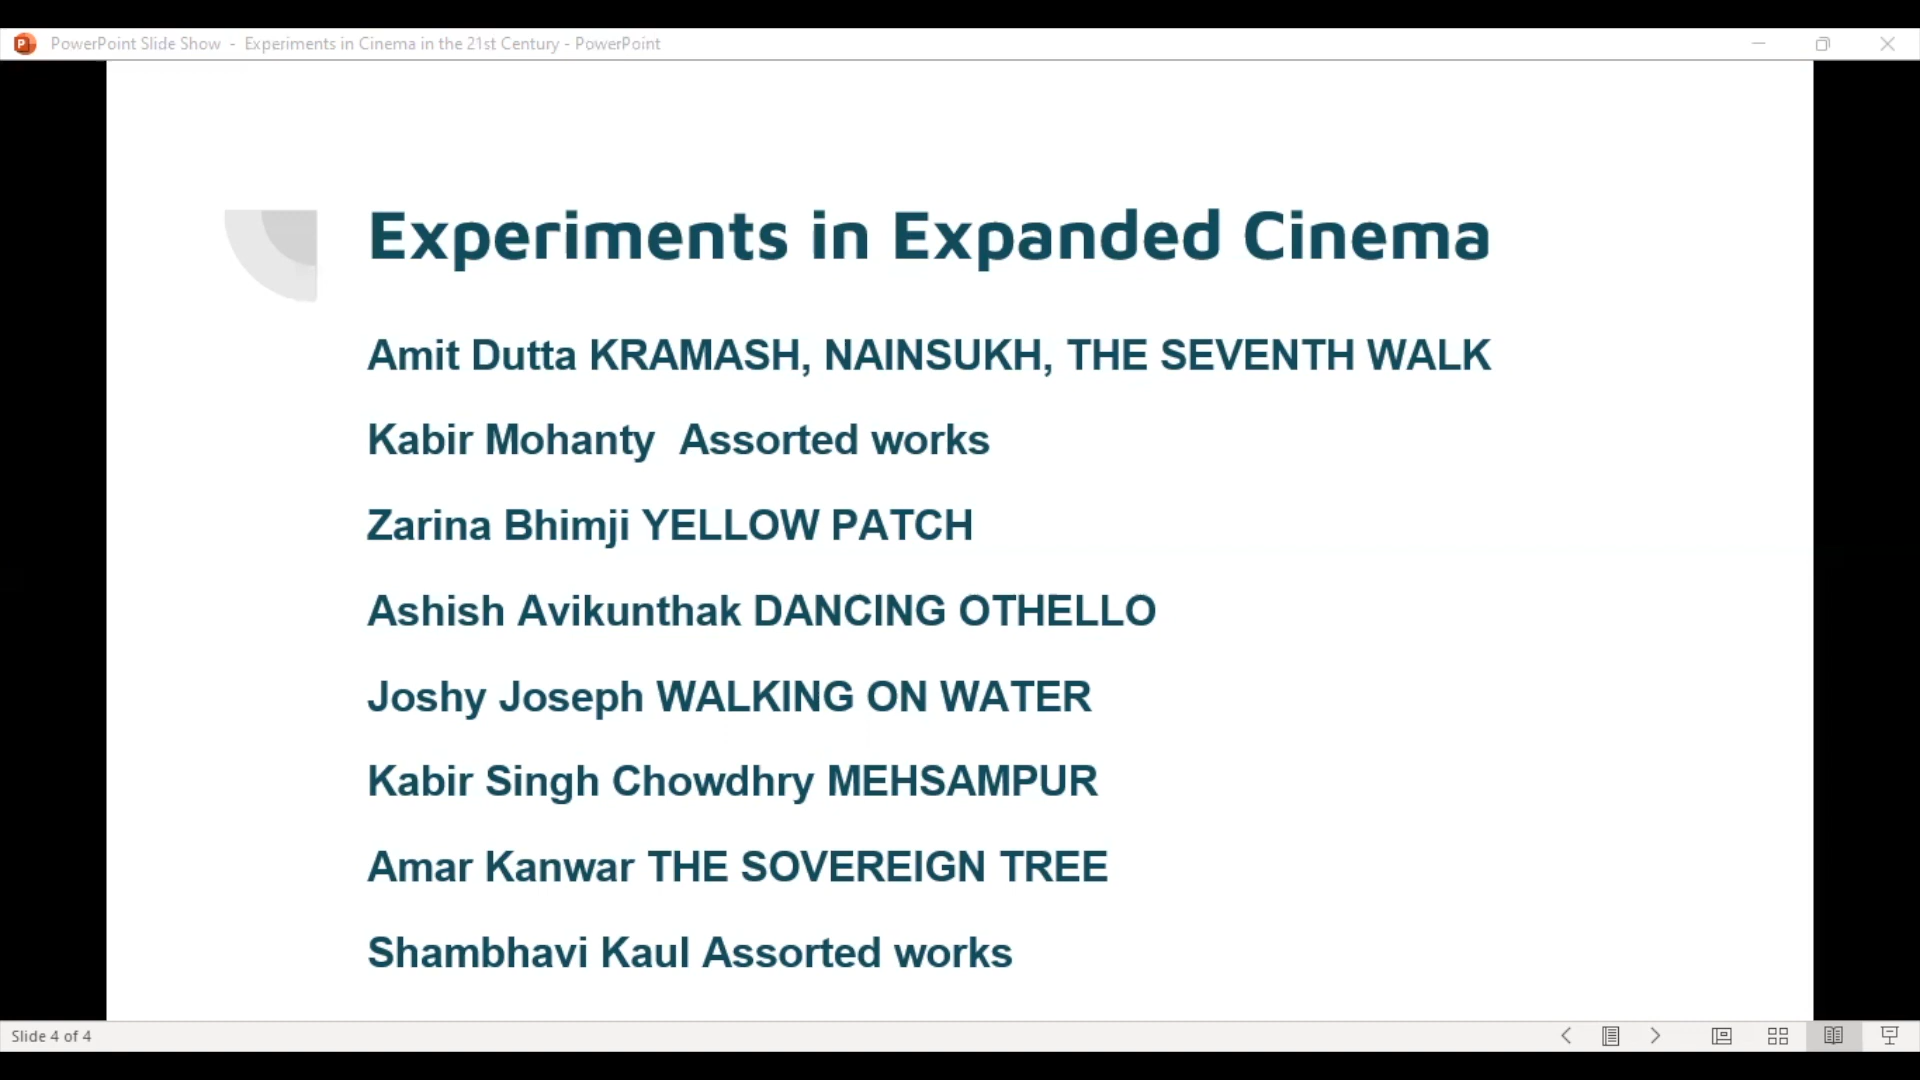 PowerPoint Slide Show - Experiments in Cinema in the 21st Century - PowerPoint
Experiments in Expanded Cinema
Amit Dutta KRAMASH, NAINSUKH, THE SEVENTH WALK
Kabir Mohanty Assorted works
Zarina Bhimji YELLOW PATCH
Ashish Avikunthak DANCING OTHELLO
Joshy Joseph WALKING ON WATER
Kabir Singh Chowdhry MEHSAMPUR
Amar Kanwar THE SOVEREIGN TREE
Shambhavi Kaul Assorted works
Slide 4 of 4